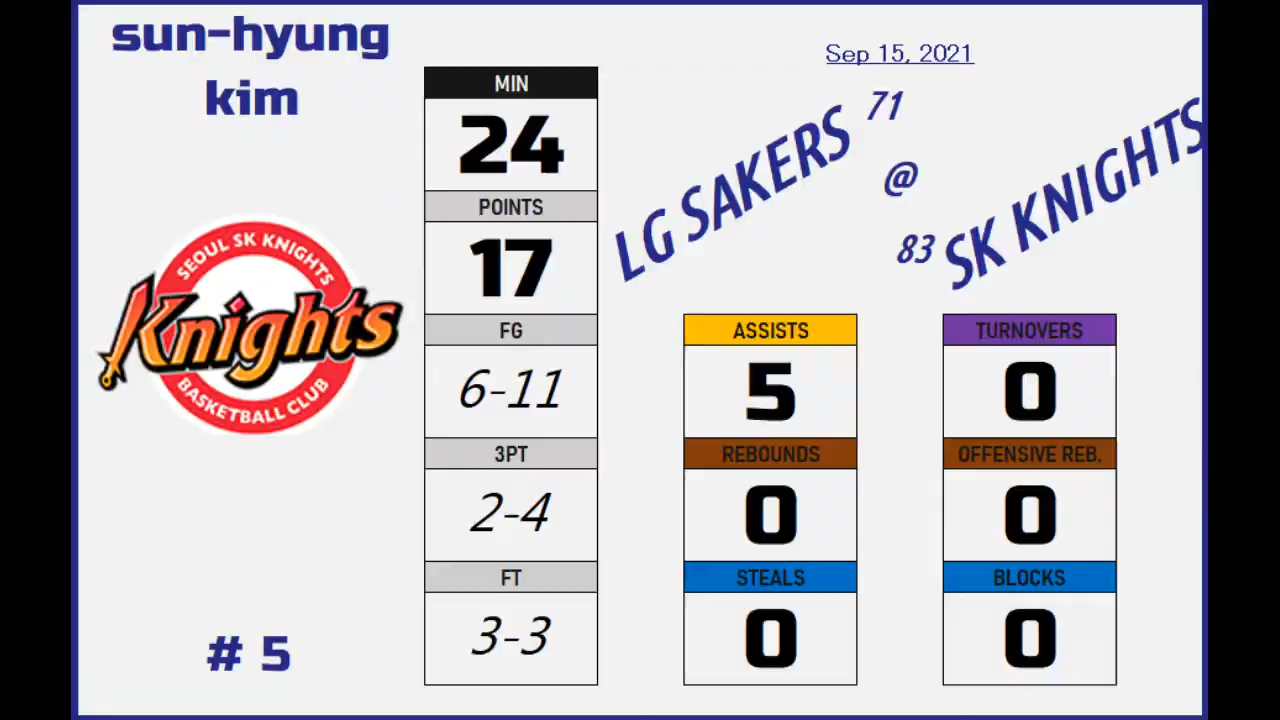 sun-hyung
kim
SEOUL SK KNIGHTS
Knights
BASKETBALL CLUB
# 5
MIN
24
POINTS
17
FG
6-11
3PT
2-4
FT
3-3
Sep 15, 2021
LG SAKERS 71
@
83 SK KNIGHTS
ASSISTS
5
REBOUNDS
0
STEALS
0
TURNOVERS
0
OFFENSIVE REB.
0
BLOCKS
0